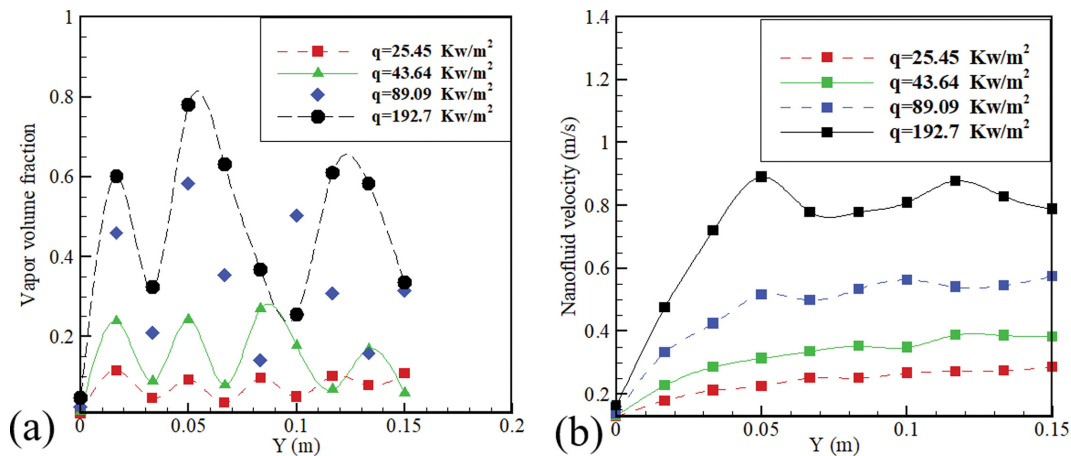 1
0.8
0.6
0.4
0.2
0
0.05
0.1
0.15
0.2
Vapor volume fraction
Y (m)
q=25.45 Kw/m²
q=43.64 Kw/m²
q=89.09 Kw/m²
q=192.7 Kw/m²
(a)
1.4
1.2
1
0.8
0.6
0.4
0.2
0
0.05
0.1
0.15
Nanofluid velocity (m/s)
Y (m)
q=25.45 Kw/m²
q=43.64 Kw/m²
q=89.09 Kw/m²
q=192.7 Kw/m²
(b)